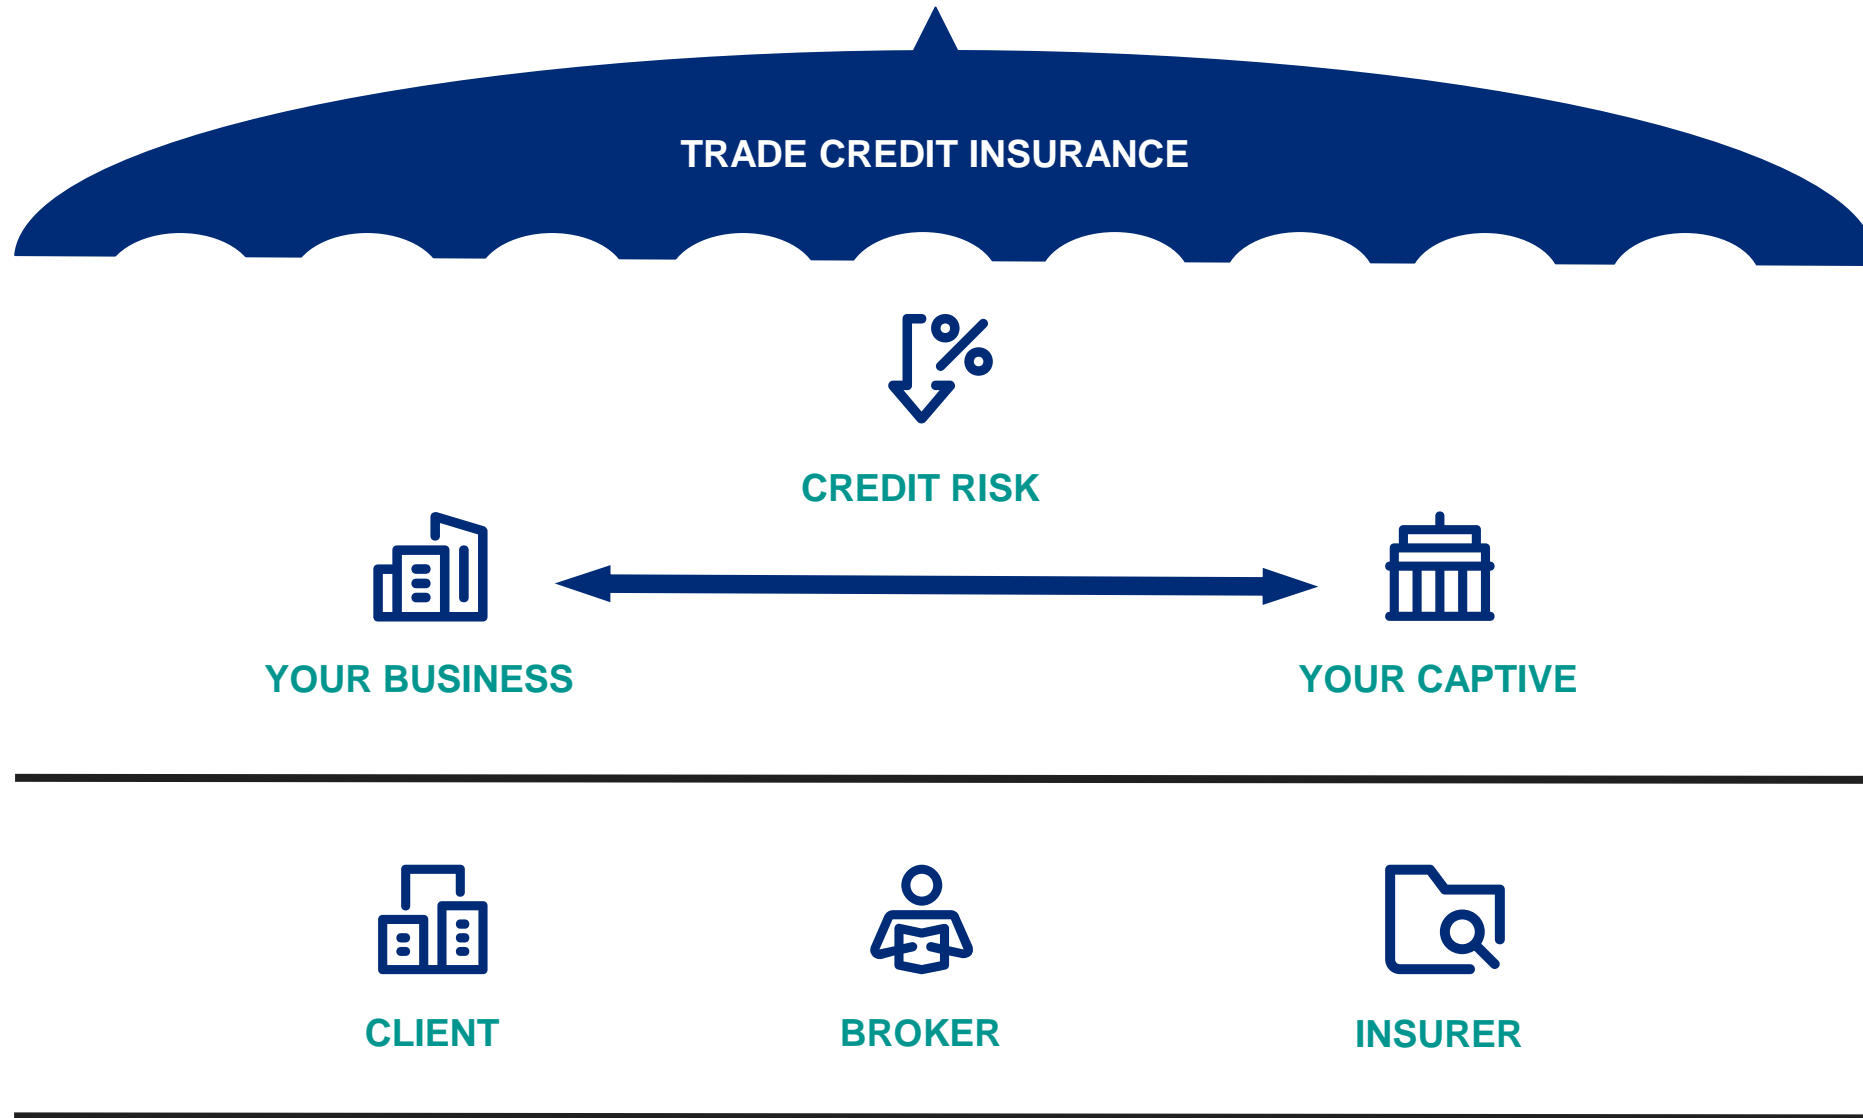 TRADE CREDIT INSURANCE
CREDIT RISK
YOUR BUSINESS
YOUR CAPTIVE
CLIENT
BROKER
INSURER